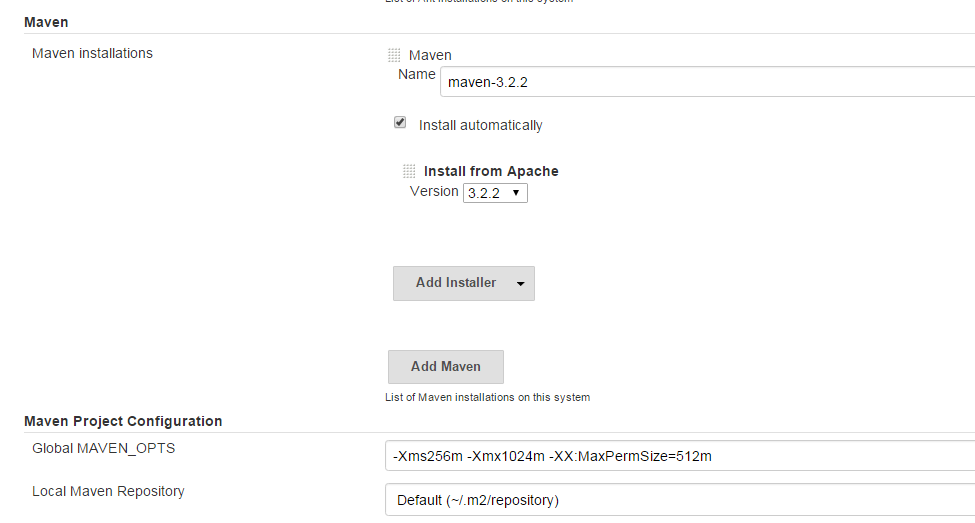 List of Ant installations on this system
Maven
Maven installations
Maven
Name
maven-3.2.2
Install automatically
Install from Apache
Version 3.2.2
Add Installer
Add Maven
List of Maven installations on this system
Maven Project Configuration
Global MAVEN_OPTS
-Xms256m -Xmx1024m -XX:MaxPermSize=512m
Local Maven Repository
Default (~/.m2/repository)